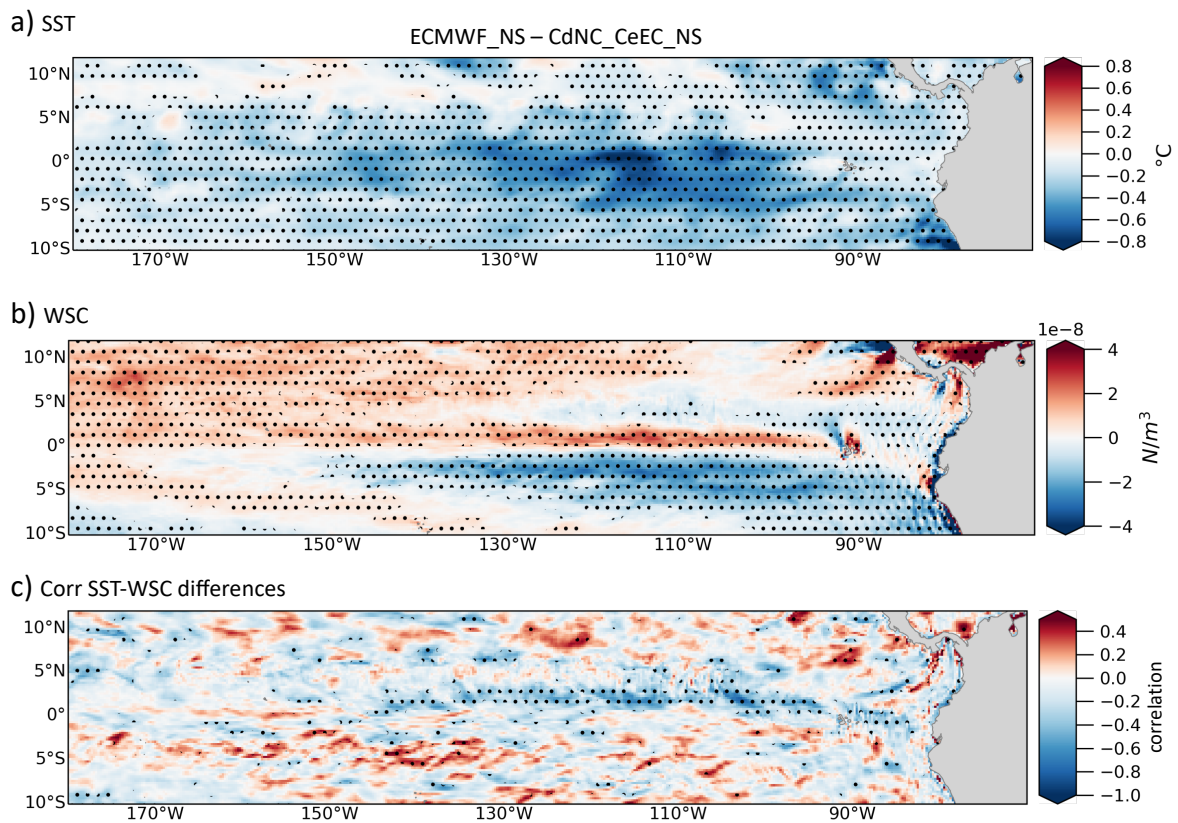 a) SST
ECMWF_NS – CdNC_CeEC_NS
10°N
5°N
0°
5°S
10°S
170°W 150°W 130°W 110°W 90°W
0.8
0.6
0.4
0.2
0.0
−0.2
−0.4
−0.6
−0.8
°C
b) WSC
10°N
5°N
0°
5°S
10°S
170°W 150°W 130°W 110°W 90°W
1e−8
4
2
0
−2
−4
N/m³
c) Corr SST-WSC differences
10°N
5°N
0°
5°S
10°S
170°W 150°W 130°W 110°W 90°W
0.4
0.2
0.0
−0.2
−0.4
−0.6
−0.8
−1.0
correlation